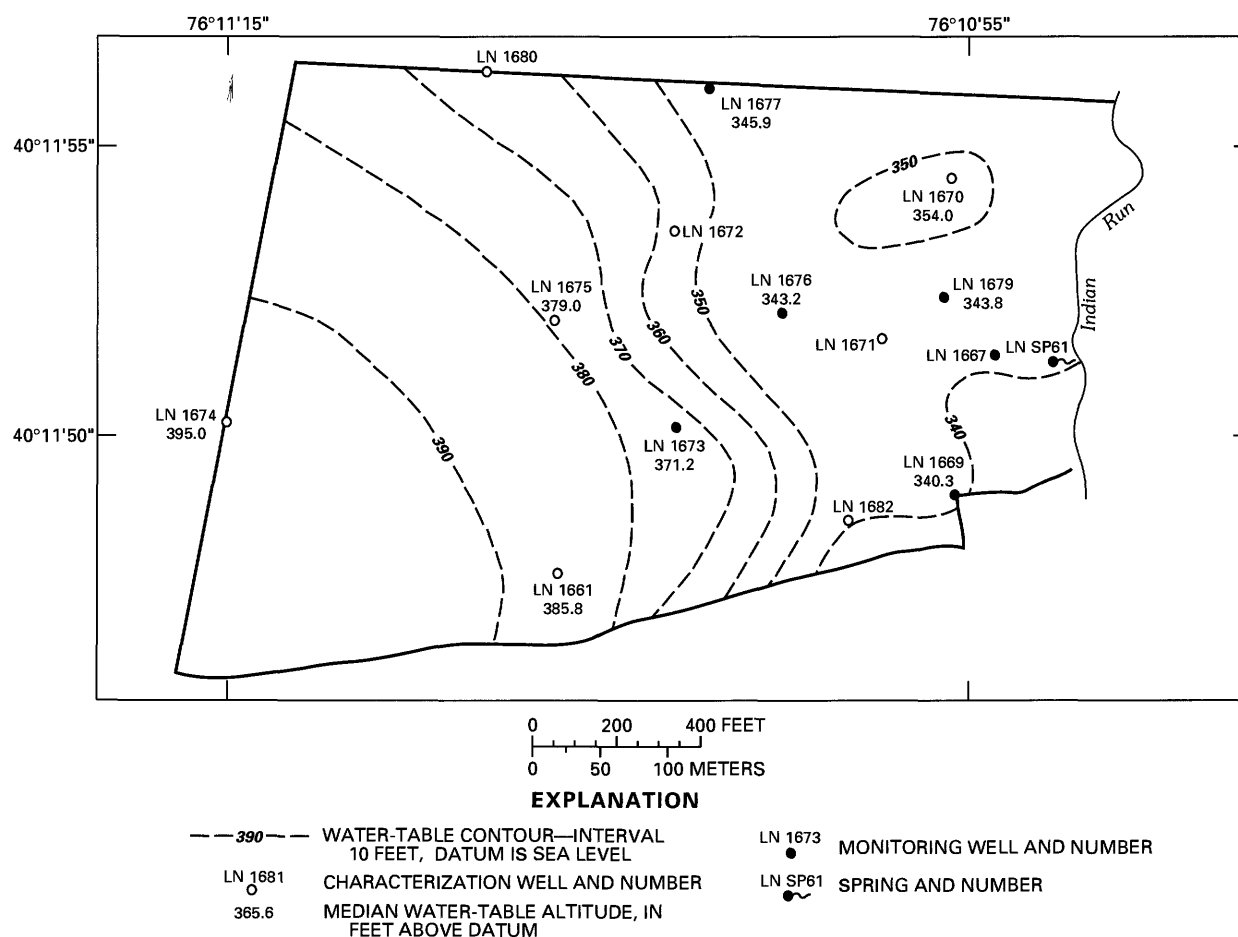 76°11'15"
76°10'55"
LN 1680
LN 1677
345.9
40°11'55"
350
LN 1670
354.0
Run
LN 1672
LN 1675
379.0
LN 1676
343.2
LN 1679
343.8
Indian
350
360
370
LN 1671
LN 1667
LN SP61
380
LN 1674
395.0
40°11'50"
390
LN 1673
371.2
340
LN 1669
340.3
LN 1682
LN 1661
385.8
0 200 400 FEET
0 50 100 METERS
EXPLANATION
390 WATER-TABLE CONTOUR—INTERVAL
10 FEET, DATUM IS SEA LEVEL
LN 1681
CHARACTERIZATION WELL AND NUMBER
365.6 MEDIAN WATER-TABLE ALTITUDE, IN
FEET ABOVE DATUM
LN 1673
MONITORING WELL AND NUMBER
LN SP61
SPRING AND NUMBER